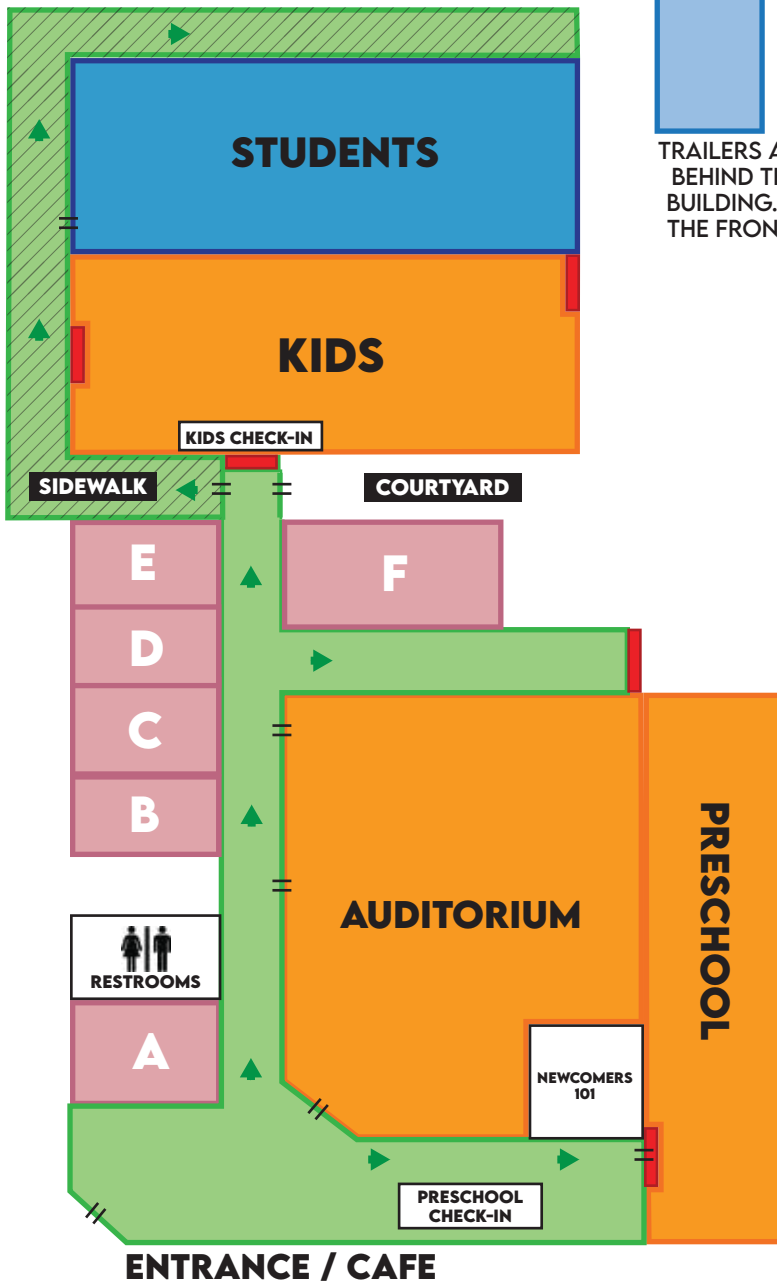 STUDENTS
TRAILERS A
BEHIND TH
BUILDING.
THE FRON
KIDS
KIDS CHECK-IN
SIDEWALK
COURTYARD
E
F
D
C
B
PRESCHOOL
AUDITORIUM
RESTROOMS
A
NEWCOMERS
101
PRESCHOOL
CHECK-IN
ENTRANCE / CAFE